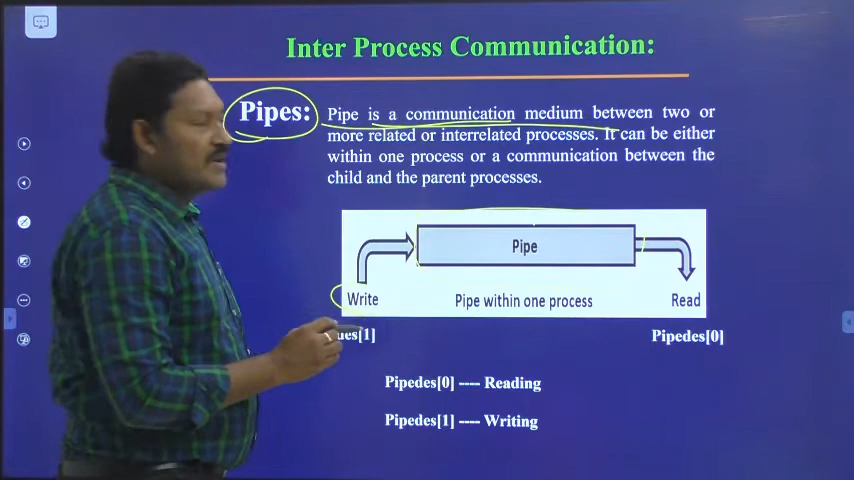 Inter Process Communication:
Pipes: Pipe is a communication medium between two or
more related or interrelated processes. It can be either
within one process or a communication between the
child and the parent processes.
Pipe
Write Pipe within one process Read
des[1] Pipedes[0]
Pipedes[0] ---- Reading
Pipedes[1] ---- Writing